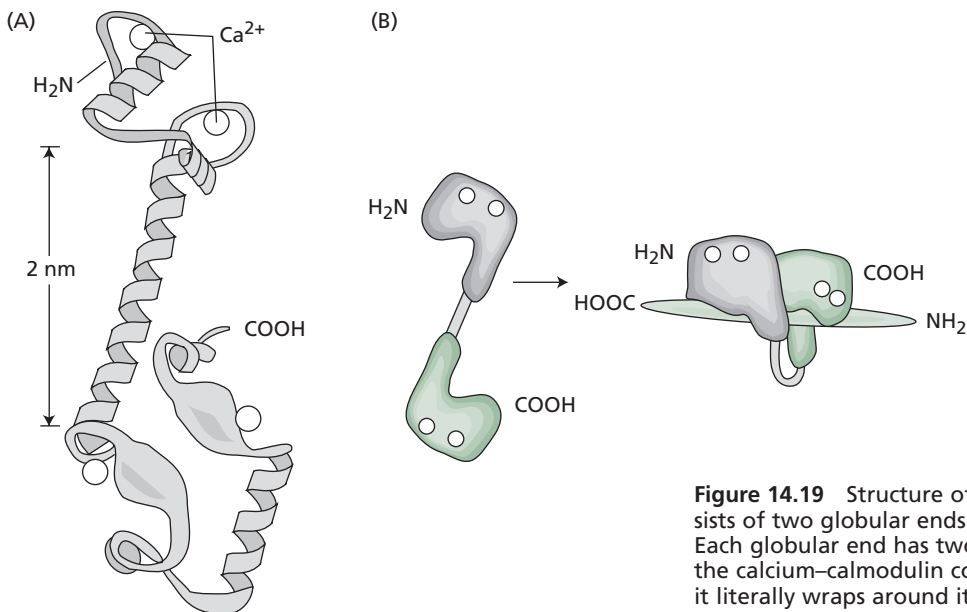 (A)
Ca²⁺
H₂N
2 nm
COOH
(B)
H₂N
COOH
H₂N
COOH
HOOC
NH₂
Figure 14.19 Structure of
sists of two globular ends
Each globular end has two
the calcium–calmodulin co
it literally wraps around it